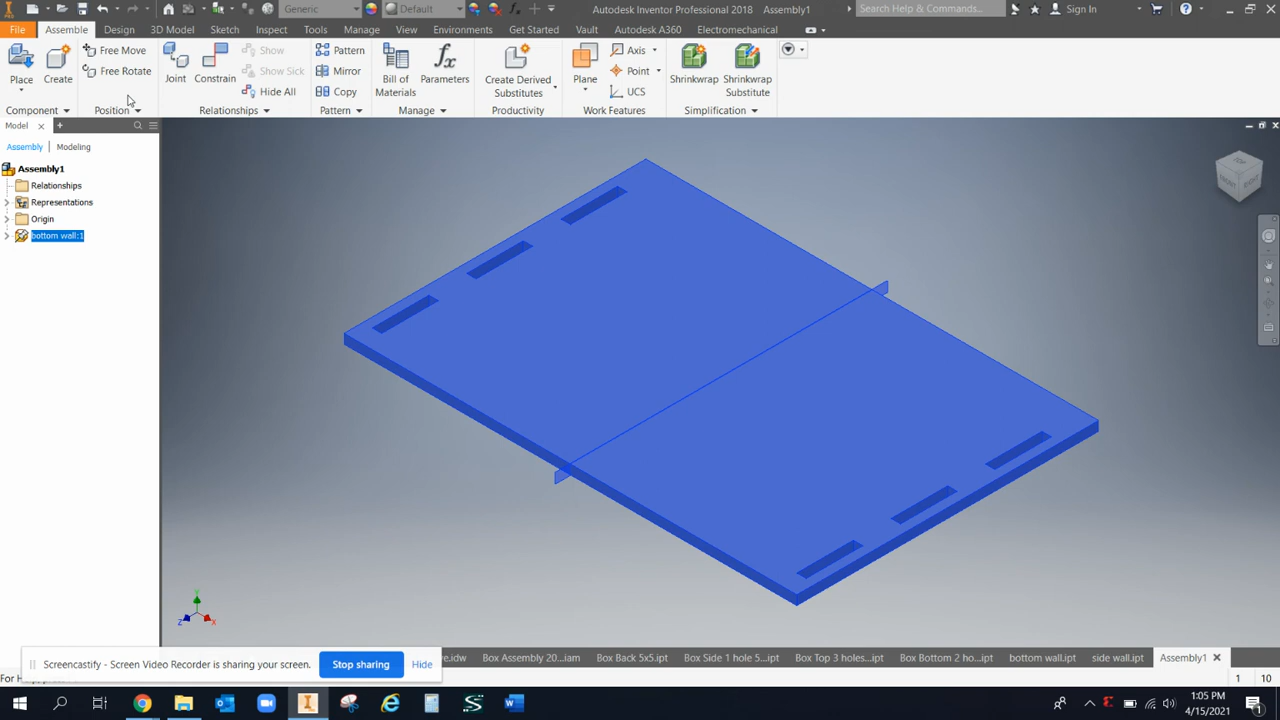 Generic
Default
Autodesk Inventor Professional 2018 Assembly1
Search Help & Commands...
Sign In
File
Assemble
Design
3D Model
Sketch
Inspect
Tools
Manage
View
Environments
Get Started
Vault
Autodesk A360
Electromechanical
Place
Create
Free Move
Free Rotate
Joint
Constrain
Show
Show Sick
Hide All
Pattern
Mirror
Copy
Bill of
Materials
Parameters
Create Derived
Substitutes
Plane
Axis
Point
UCS
Shrinkwrap
Shrinkwrap
Substitute
Component
Position
Relationships
Pattern
Manage
Productivity
Work Features
Simplification
Model
Assembly
Modeling
Assembly1
Relationships
Representations
Origin
bottom wall:1
TOP
FRONT
RIGHT
Y
Z
X
Screencastify - Screen Video Recorder is sharing your screen.
Stop sharing
Hide
ve.idw
Box Assembly 20...iam
Box Back 5x5.ipt
Box Side 1 hole 5....ipt
Box Top 3 holes...ipt
Box Bottom 2 ho...ipt
bottom wall.ipt
side wall.ipt
Assembly1
1
10
1:05 PM
4/15/2021